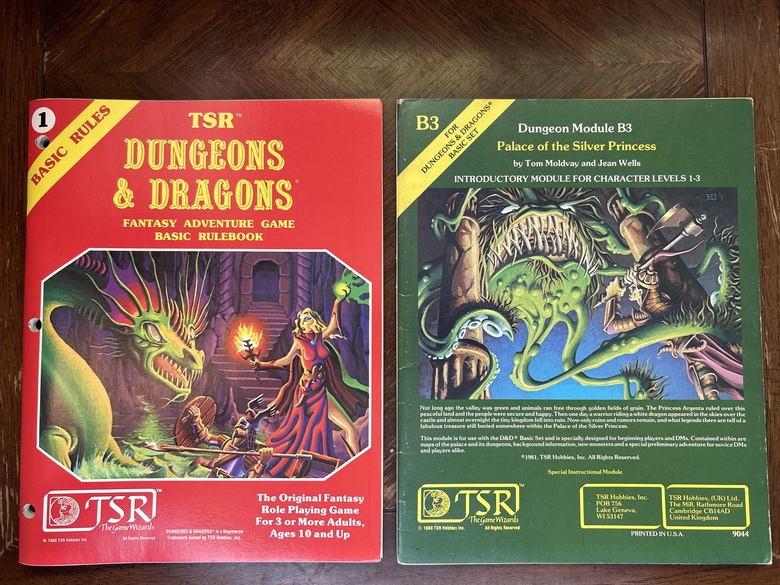 1
BASIC RULES
TSR™
DUNGEONS
& DRAGONS®
FANTASY ADVENTURE GAME
BASIC RULEBOOK
TSR™
The Game Wizards
© 1980 TSR Hobbies Inc.
All Rights Reserved
DUNGEONS & DRAGONS® is a Registered
Trademark owned by TSR Hobbies, Inc.
The Original Fantasy
Role Playing Game
For 3 or More Adults,
Ages 10 and Up
B3
FOR
DUNGEONS & DRAGONS®
BASIC SET
Dungeon Module B3
Palace of the Silver Princess
by Tom Moldvay and Jean Wells
INTRODUCTORY MODULE FOR CHARACTER LEVELS 1-3
Not long ago the valley was green and animals ran free through golden fields of grain. The Princess Argenta ruled over this
peaceful land and the people were secure and happy. Then one day a warrior riding a white dragon appeared in the skies over the
castle and almost overnight the tiny kingdom fell into ruin. Now only ruins and rumors remain, and what legends there are tell of a
fabulous treasure still buried somewhere within the Palace of the Silver Princess.
This module is for use with the D&D® Basic Set and is specially designed for beginning players and DMs. Contained within are
maps of the palace and its dungeons, background information, new monsters and a special preliminary adventure for novice DMs
and players alike.
©1981, TSR Hobbies, Inc. All Rights Reserved.
Special Instructional Module
TSR™
The Game Wizards
© 1980 TSR Hobbies Inc.
All Rights Reserved
TSR Hobbies, Inc.
POB 756
Lake Geneva,
WI 53147
TSR Hobbies, (UK) Ltd.
The Mill, Rathmore Road
Cambridge CB14AD
United Kingdom
PRINTED IN U.S.A.
9044